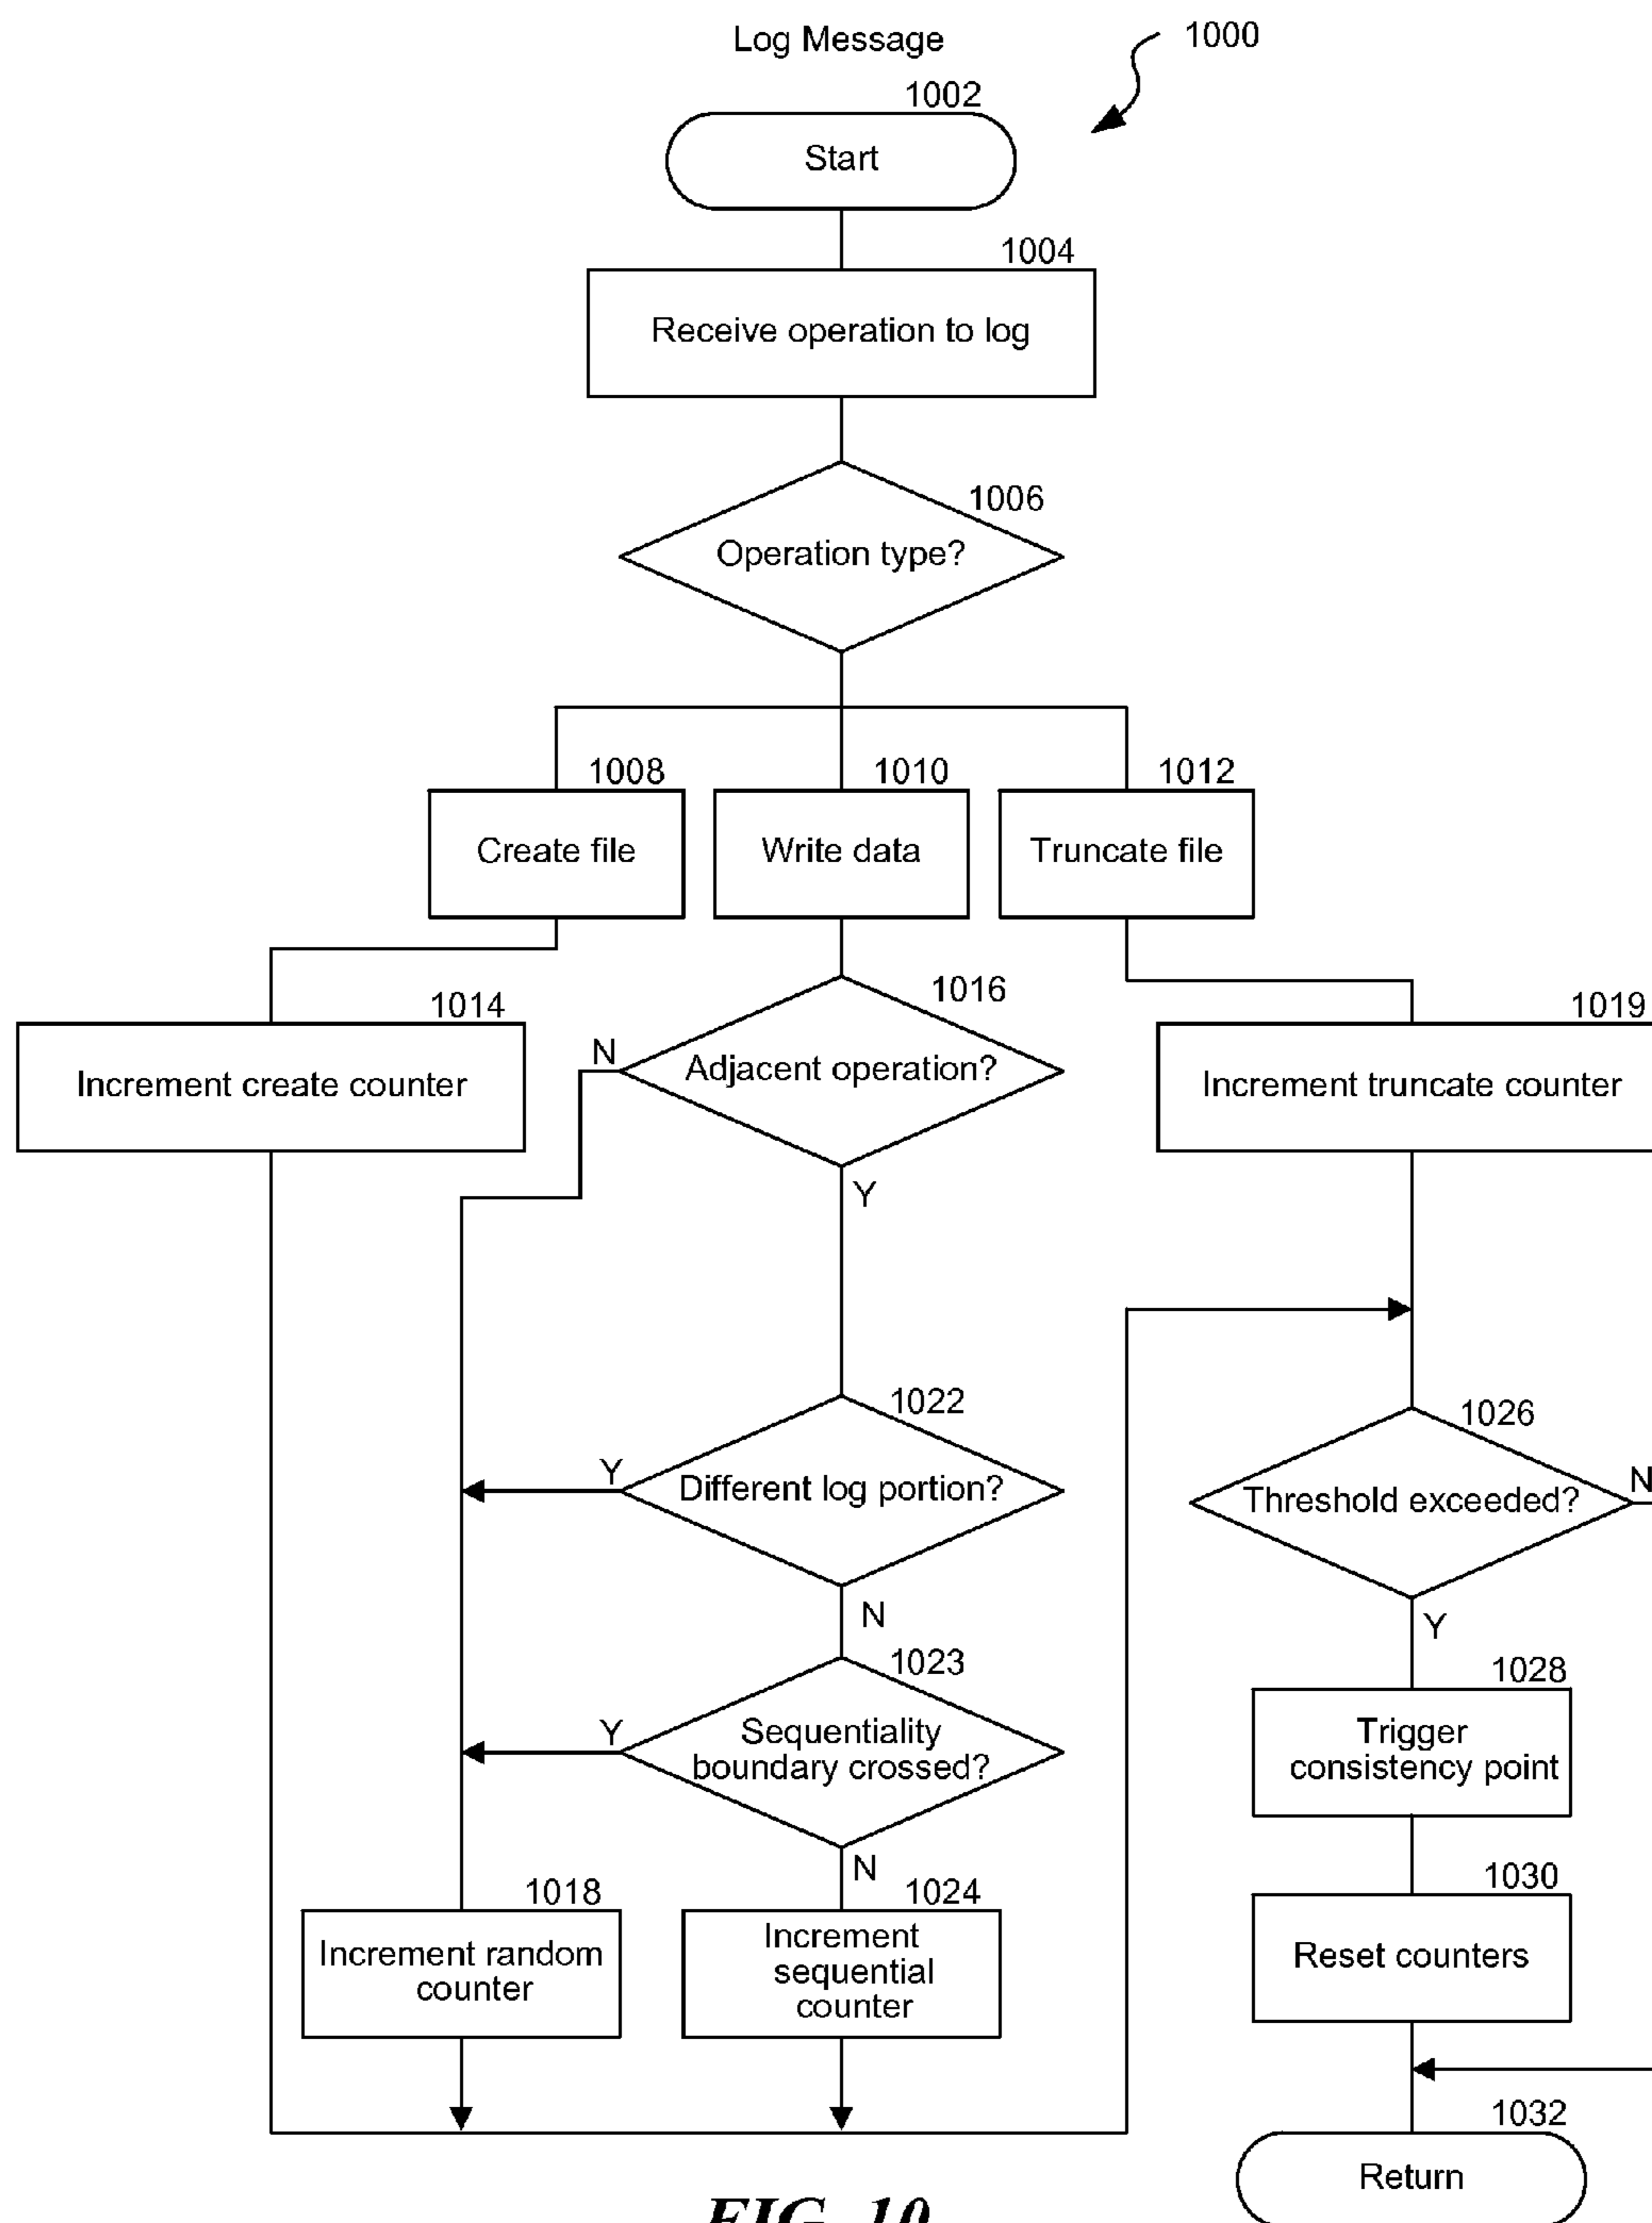 Log Message
1000
1002
Start
1004
Receive operation to log
1006
Operation type?
1008
Create file
1010
Write data
1012
Truncate file
1014
Increment create counter
1016
Adjacent operation?
N
Y
1019
Increment truncate counter
1022
Different log portion?
Y
N
1023
Sequentiality
boundary crossed?
Y
N
1018
Increment random
counter
1024
Increment
sequential
counter
1026
Threshold exceeded?
N
Y
1028
Trigger
consistency point
1030
Reset counters
1032
Return
FIG. 10